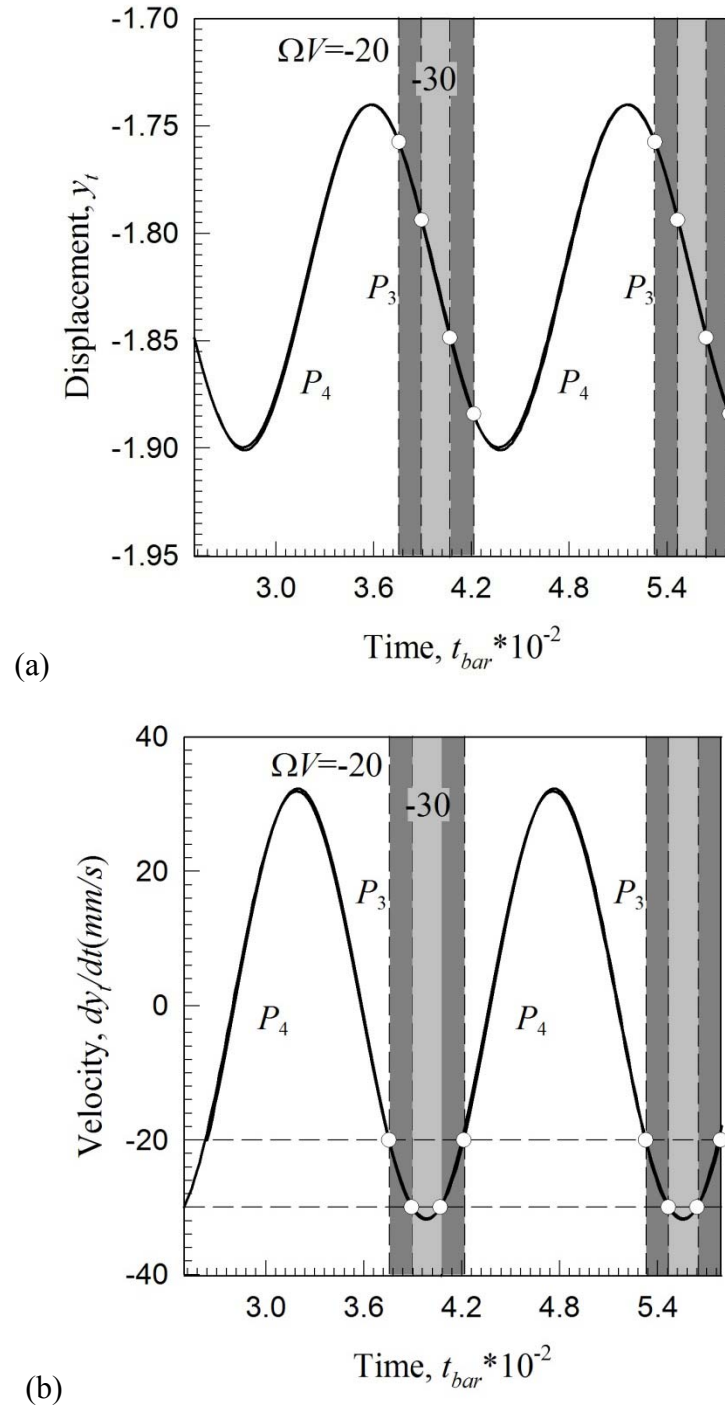 -1.70
ΩV=-20
-30
-1.75
-1.80
P₃
P₃
-1.85
P₄
P₄
-1.90
-1.95
3.0 3.6 4.2 4.8 5.4
Displacement, yₜ
Time, t_bar*10⁻²
(a)
40
ΩV=-20
-30
20
P₃
P₃
0
P₄
P₄
-20
-40
3.0 3.6 4.2 4.8 5.4
Velocity, dyₜ/dt(mm/s)
Time, t_bar*10⁻²
(b)